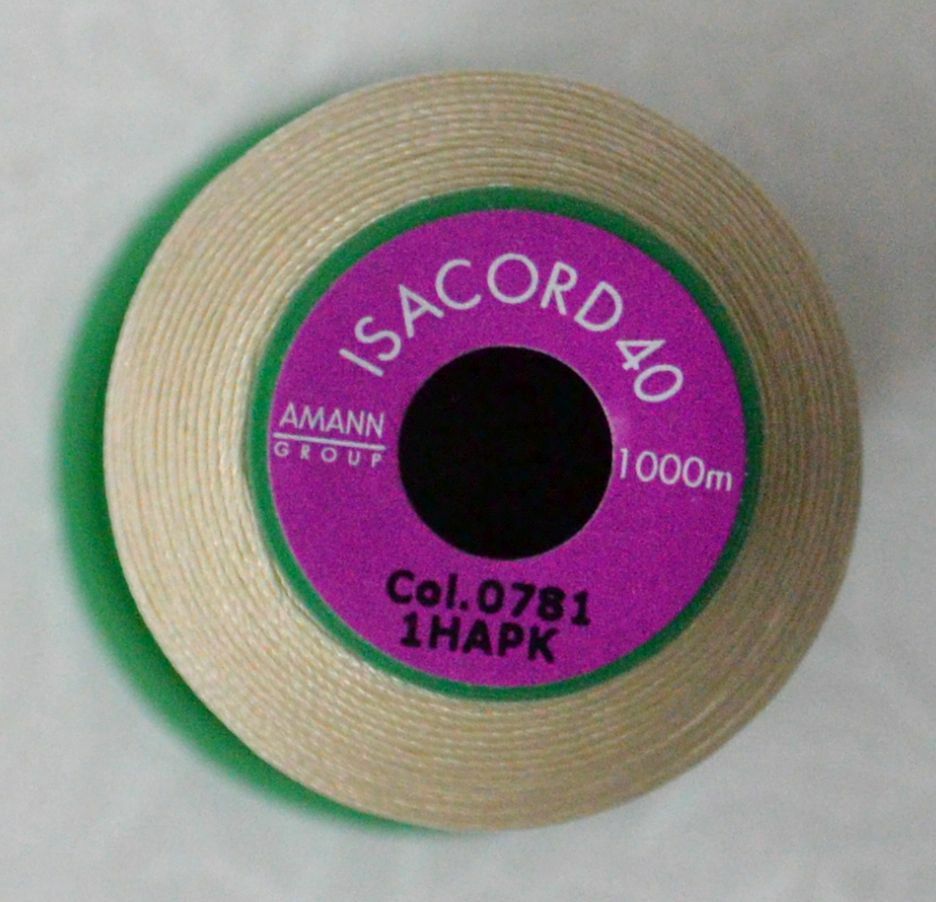 ISACORD 40
AMANN
GROUP
1000m
Col.0781
1HAPK